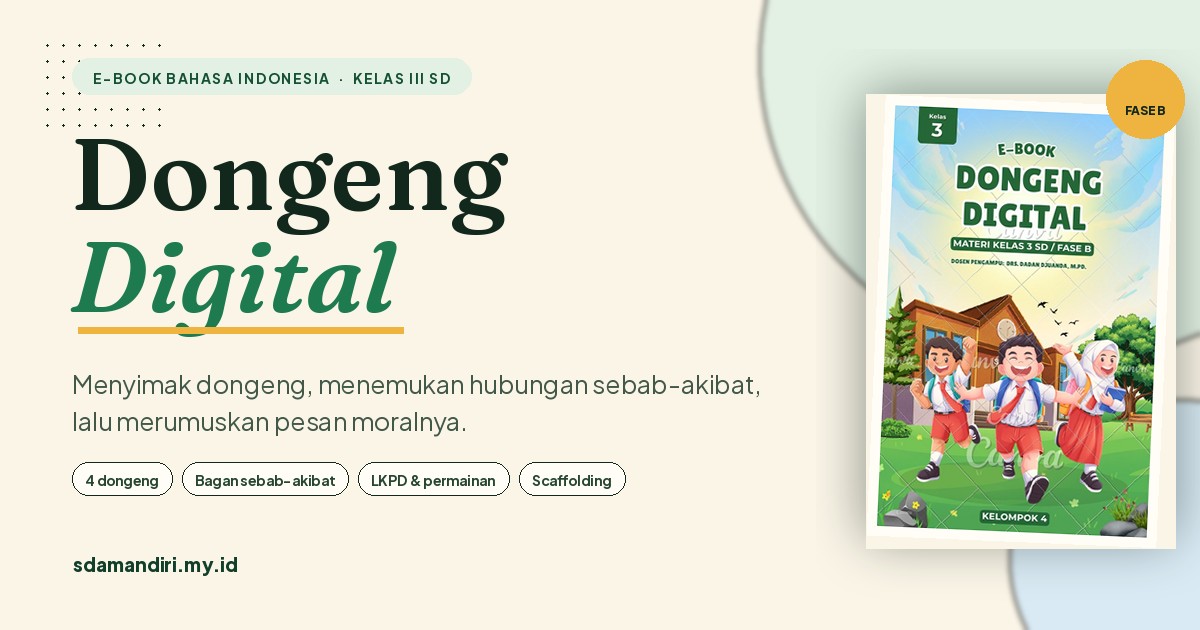 E-BOOK BAHASA INDONESIA · KELAS III SD
Dongeng
Digital
Menyimak dongeng, menemukan hubungan sebab-akibat,
lalu merumuskan pesan moralnya.
4 dongeng
Bagan sebab-akibat
LKPD & permainan
Scaffolding
sdamandiri.my.id
FASE B
Kelas
3
E-BOOK
DONGENG
DIGITAL
MATERI KELAS 3 SD / FASE B
DOSEN PENGAMPU: DRS. DADAN DJUANDA, M.PD.
Canva
KELOMPOK 4